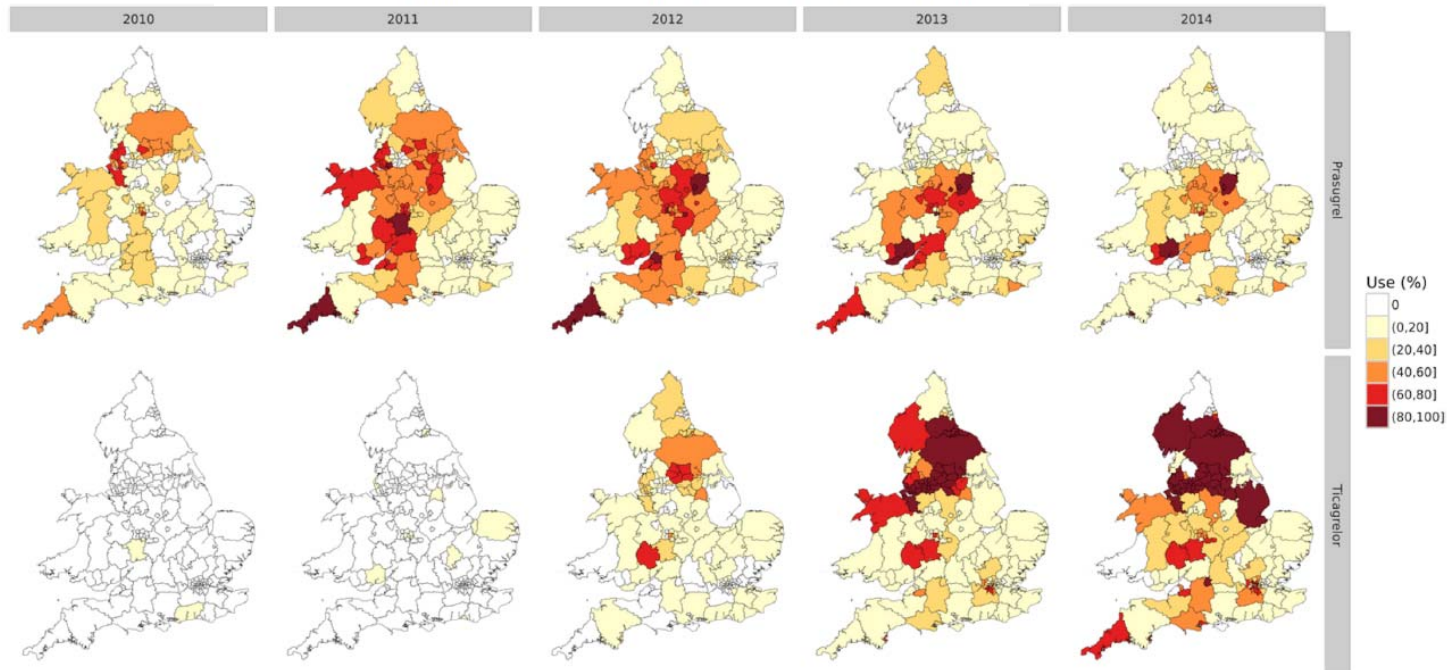 2010 2011 2012 2013 2014
Prasugrel
Use (%)
0
(0,20]
(20,40]
(40,60]
(60,80]
(80,100]
Ticagrelor